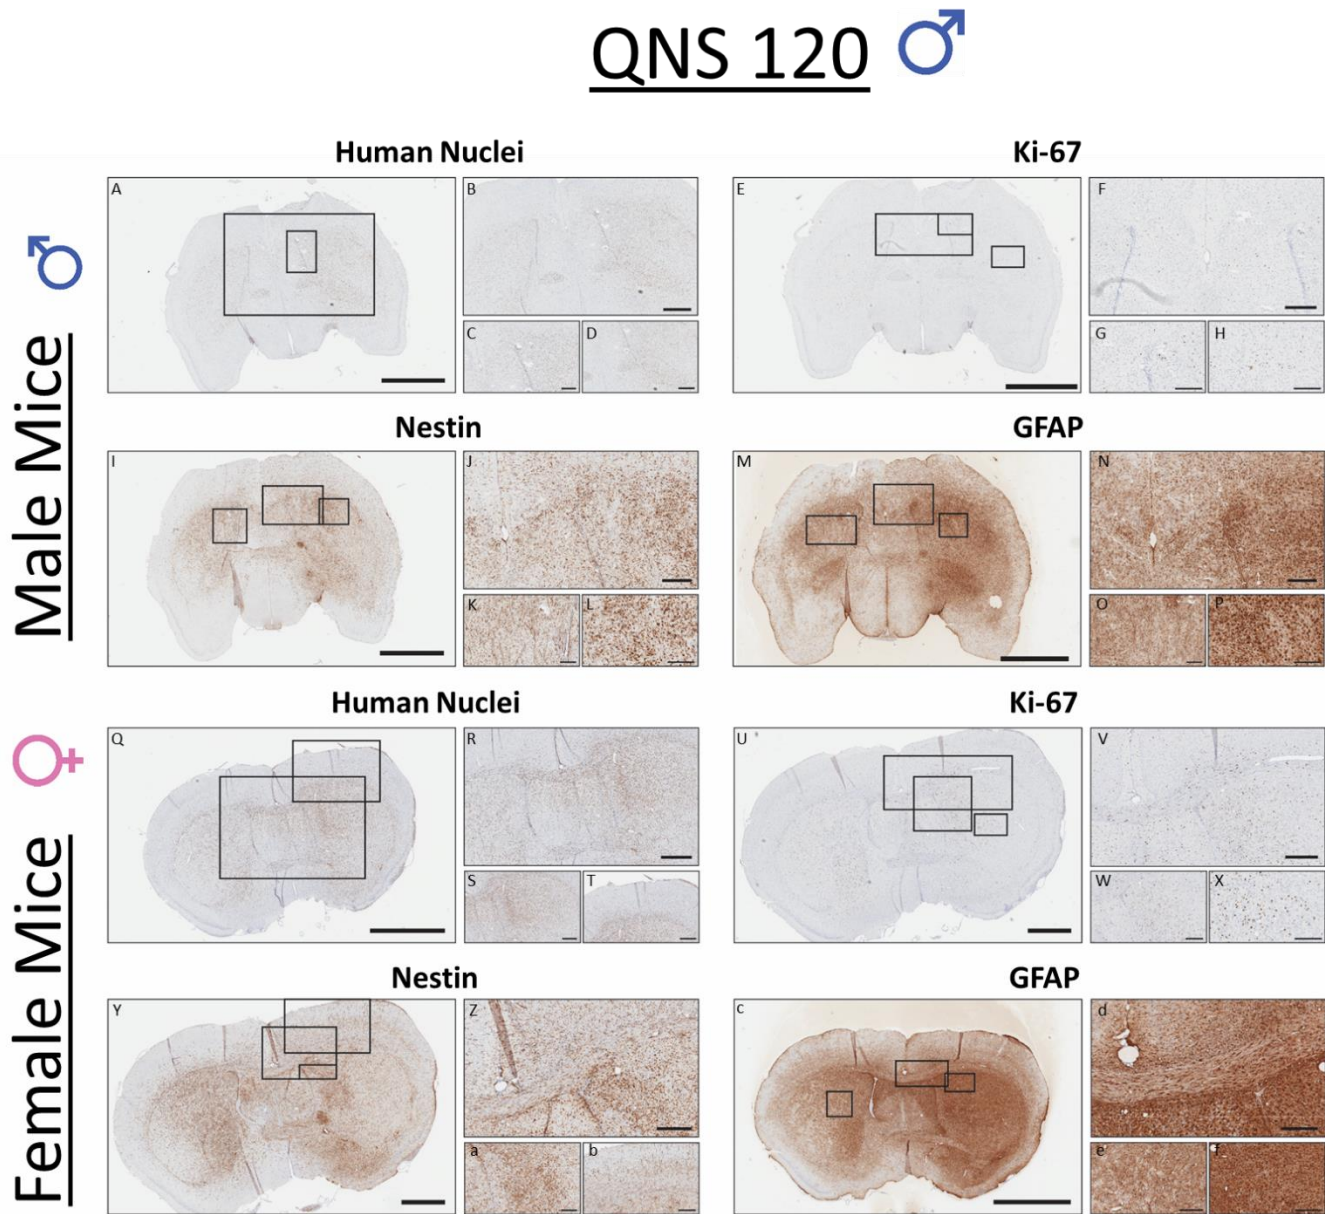 QNS 120
Male Mice
Human Nuclei
Ki-67
A
B
C
D
E
F
G
H
Nestin
GFAP
I
J
K
L
M
N
O
P
Female Mice
Human Nuclei
Ki-67
Q
R
S
T
U
V
W
X
Nestin
GFAP
Y
Z
a
b
c
d
e
f